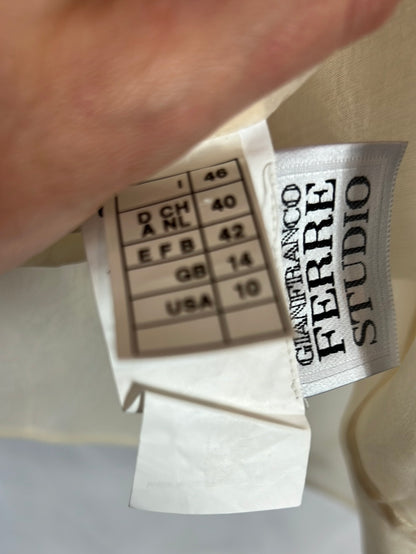 I 46
D CH
A NL 40
E F B 42
GB 14
USA 10
GIANFRANCO
FERRE
STUDIO